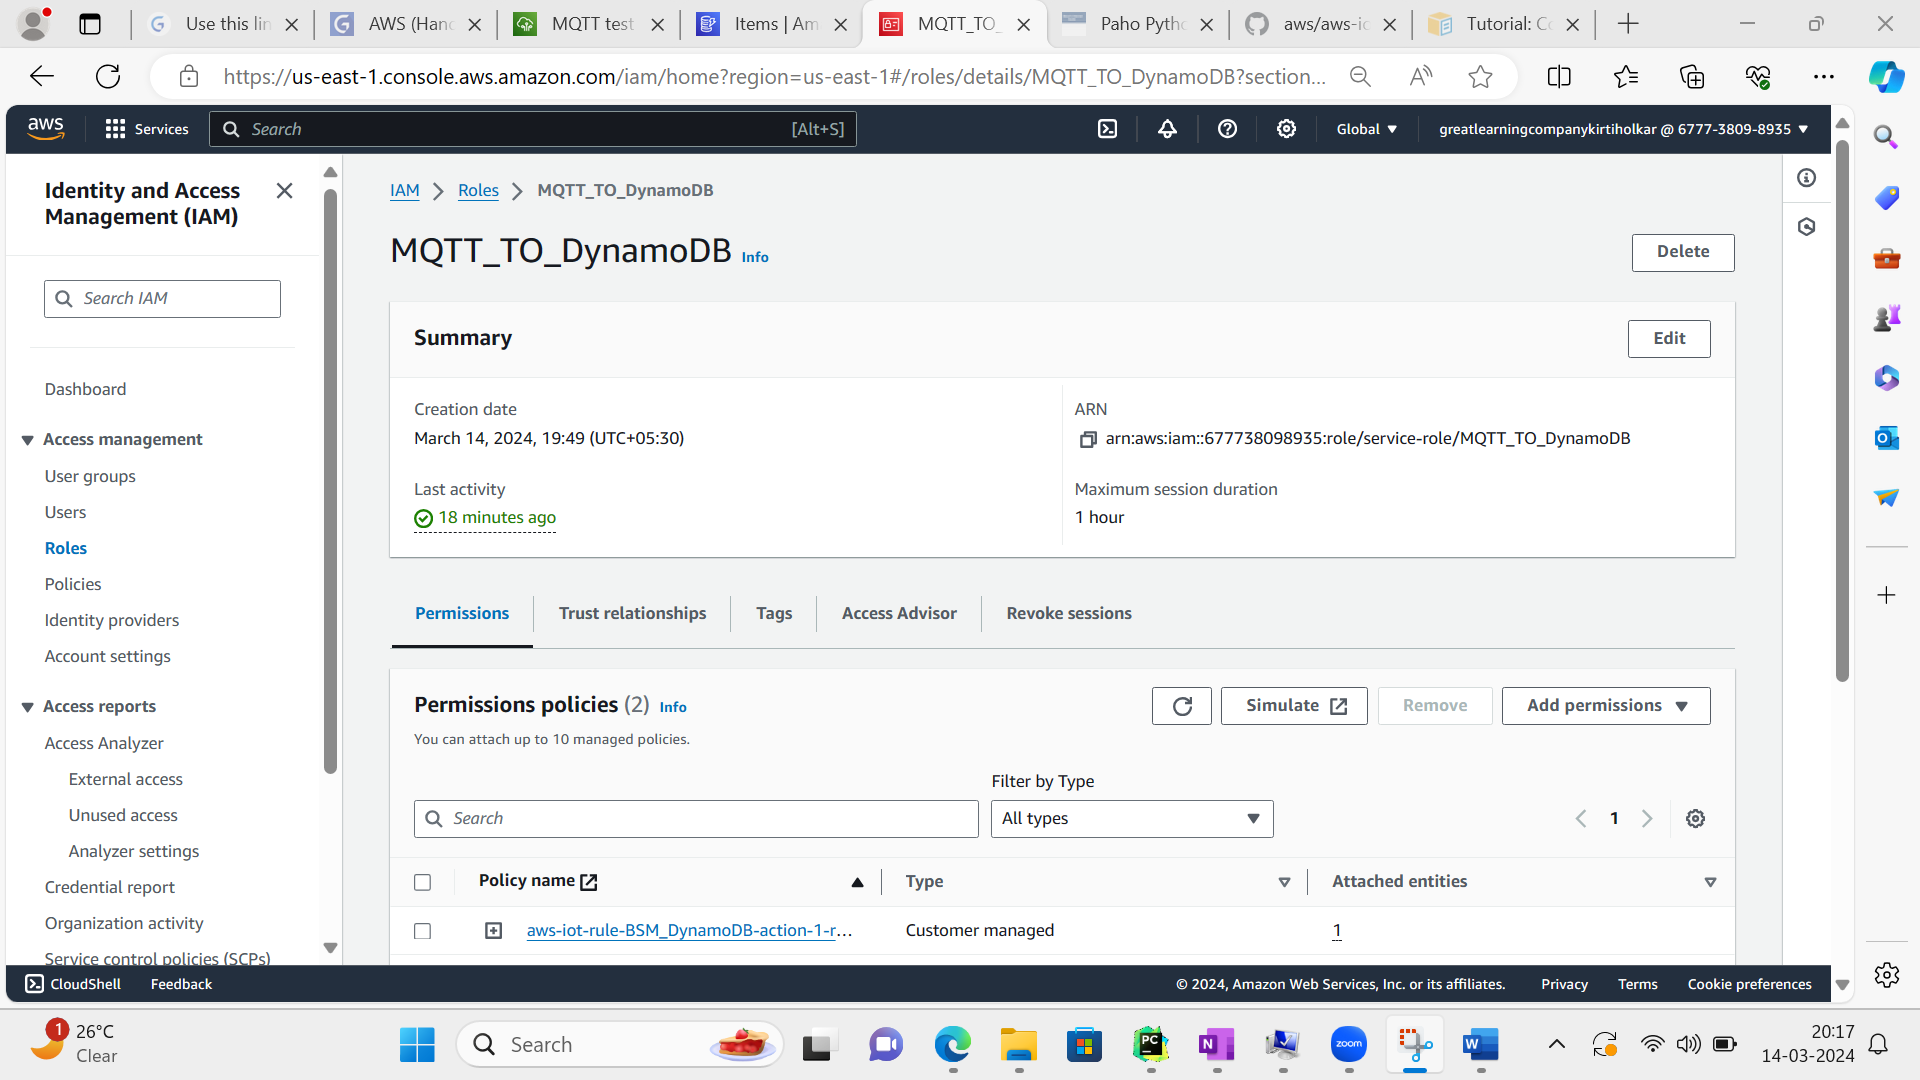 Use this lin
AWS (Hanc
MQTT test
Items | Am
MQTT_TO_
Paho Pytho
aws/aws-io
Tutorial: Co
https://us-east-1.console.aws.amazon.com/iam/home?region=us-east-1#/roles/details/MQTT_TO_DynamoDB?section...
aws
Services
Search
[Alt+S]
Global
greatlearningcompanykirtiholkar @ 6777-3809-8935
Identity and Access
Management (IAM)
Search IAM
Dashboard
Access management
User groups
Users
Roles
Policies
Identity providers
Account settings
Access reports
Access Analyzer
External access
Unused access
Analyzer settings
Credential report
Organization activity
Service control policies (SCPs)
IAM
Roles
MQTT_TO_DynamoDB
MQTT_TO_DynamoDB Info
Delete
Summary
Edit
Creation date
March 14, 2024, 19:49 (UTC+05:30)
ARN
arn:aws:iam::677738098935:role/service-role/MQTT_TO_DynamoDB
Last activity
18 minutes ago
Maximum session duration
1 hour
Permissions
Trust relationships
Tags
Access Advisor
Revoke sessions
Permissions policies (2) Info
Simulate
Remove
Add permissions
You can attach up to 10 managed policies.
Filter by Type
Search
All types
1
Policy name
Type
Attached entities
aws-iot-rule-BSM_DynamoDB-action-1-r...
Customer managed
1
CloudShell
Feedback
© 2024, Amazon Web Services, Inc. or its affiliates.
Privacy
Terms
Cookie preferences
1
26°C
Clear
Search
PC
N
zoom
W
20:17
14-03-2024